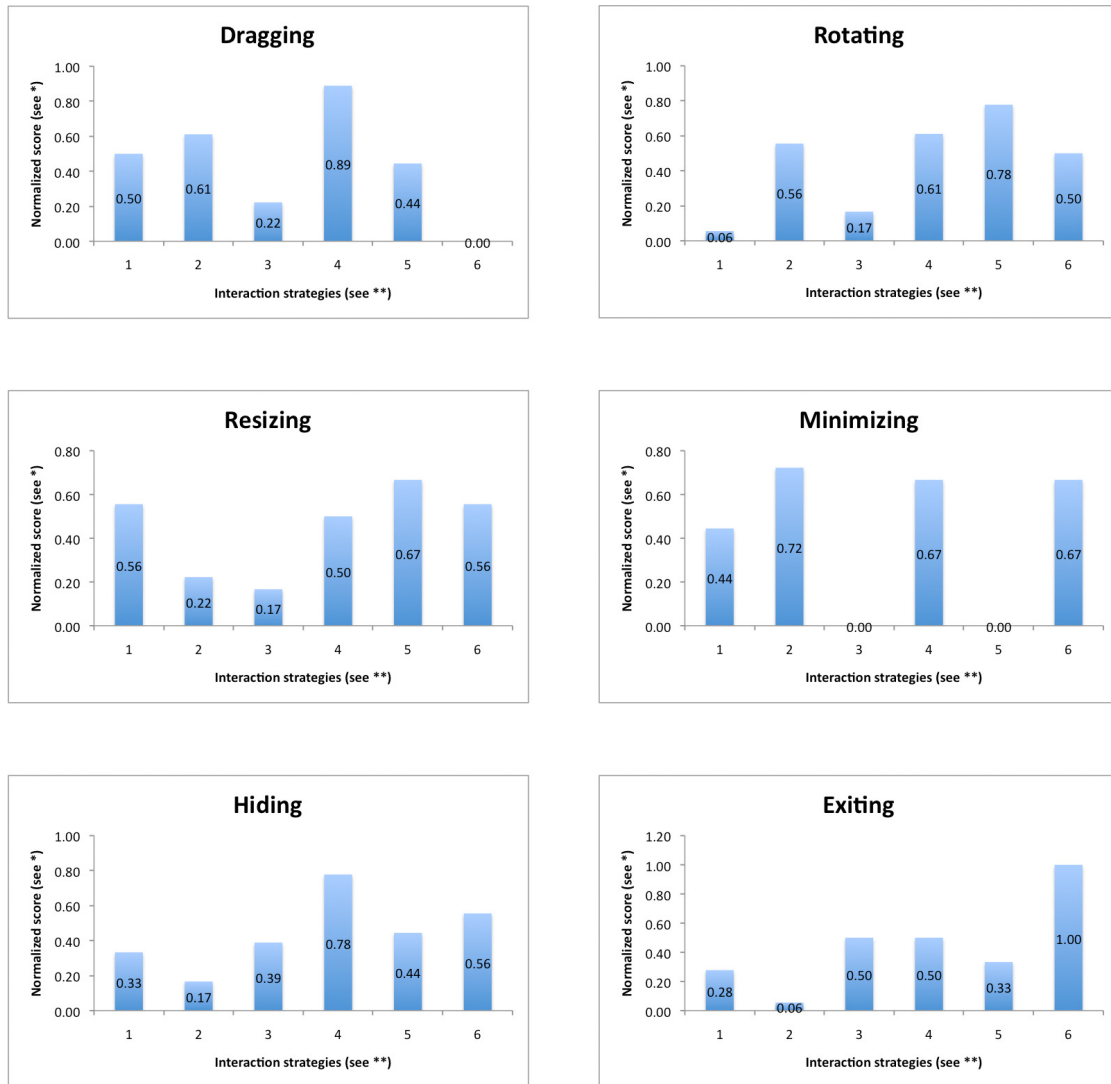 Dragging
Normalized score (see *)
1.00
0.80
0.60
0.40
0.20
0.00
0.50
0.61
0.22
0.89
0.44
0.00
1 2 3 4 5 6
Interaction strategies (see **)
Rotating
Normalized score (see *)
1.00
0.80
0.60
0.40
0.20
0.00
0.06
0.56
0.17
0.61
0.78
0.50
1 2 3 4 5 6
Interaction strategies (see **)
Resizing
Normalized score (see *)
0.80
0.60
0.40
0.20
0.00
0.56
0.22
0.17
0.50
0.67
0.56
1 2 3 4 5 6
Interaction strategies (see **)
Minimizing
Normalized score (see *)
0.80
0.60
0.40
0.20
0.00
0.44
0.72
0.00
0.67
0.00
0.67
1 2 3 4 5 6
Interaction strategies (see **)
Hiding
Normalized score (see *)
1.00
0.80
0.60
0.40
0.20
0.00
0.33
0.17
0.39
0.78
0.44
0.56
1 2 3 4 5 6
Interaction strategies (see **)
Exiting
Normalized score (see *)
1.20
1.00
0.80
0.60
0.40
0.20
0.00
0.28
0.06
0.50
0.50
0.33
1.00
1 2 3 4 5 6
Interaction strategies (see **)